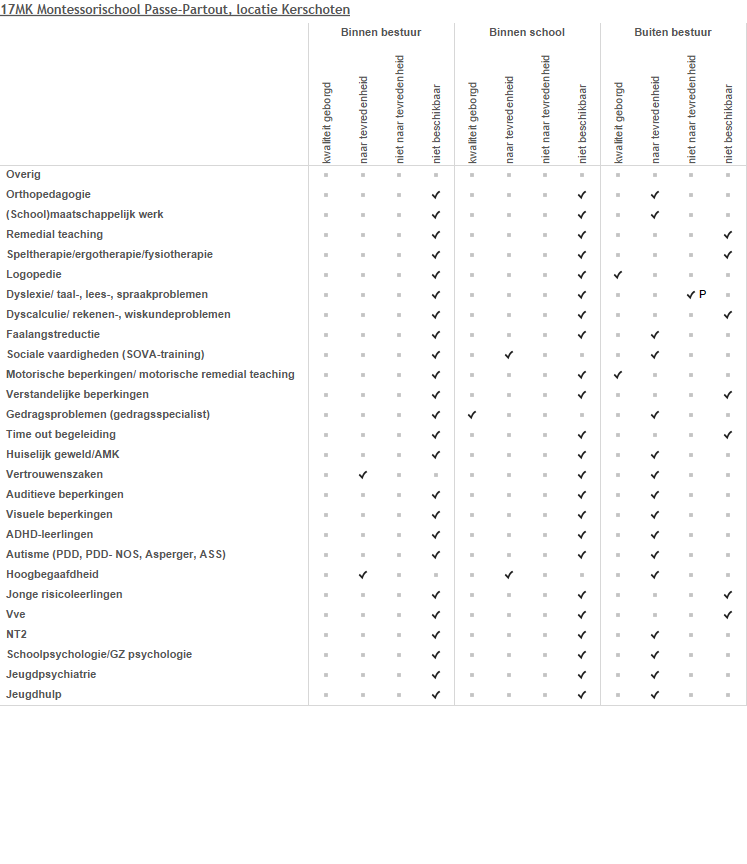 17MK Montessorischool Passe-Partout, locatie Kerschoten
Binnen bestuur Binnen school Buiten bestuur
kwaliteit geborgd naar tevredenheid niet naar tevredenheid niet beschikbaar kwaliteit geborgd naar tevredenheid niet naar tevredenheid niet beschikbaar kwaliteit geborgd naar tevredenheid niet naar tevredenheid niet beschikbaar
Overig
Orthopedagogie
(School)maatschappelijk werk
Remedial teaching
Speltherapie/ergotherapie/fysiotherapie
Logopedie
Dyslexie/ taal-, lees-, spraakproblemen P
Dyscalculie/ rekenen-, wiskundeproblemen
Faalangstreductie
Sociale vaardigheden (SOVA-training)
Motorische beperkingen/ motorische remedial teaching
Verstandelijke beperkingen
Gedragsproblemen (gedragsspecialist)
Time out begeleiding
Huiselijk geweld/AMK
Vertrouwenszaken
Auditieve beperkingen
Visuele beperkingen
ADHD-leerlingen
Autisme (PDD, PDD- NOS, Asperger, ASS)
Hoogbegaafdheid
Jonge risicoleerlingen
Vve
NT2
Schoolpsychologie/GZ psychologie
Jeugdpsychiatrie
Jeugdhulp